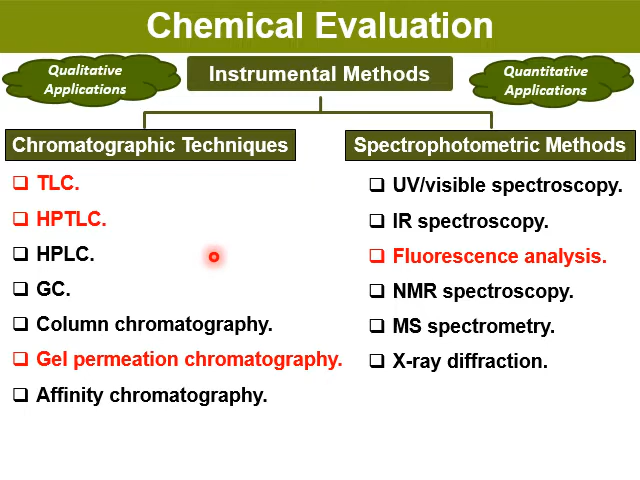 Chemical Evaluation
Qualitative
Applications
Instrumental Methods
Quantitative
Applications
Chromatographic Techniques
TLC.
HPTLC.
HPLC.
GC.
Column chromatography.
Gel permeation chromatography.
Affinity chromatography.
Spectrophotometric Methods
UV/visible spectroscopy.
IR spectroscopy.
Fluorescence analysis.
NMR spectroscopy.
MS spectrometry.
X-ray diffraction.